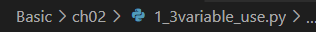 Basic > ch02 > 1_3variable_use.py > ...